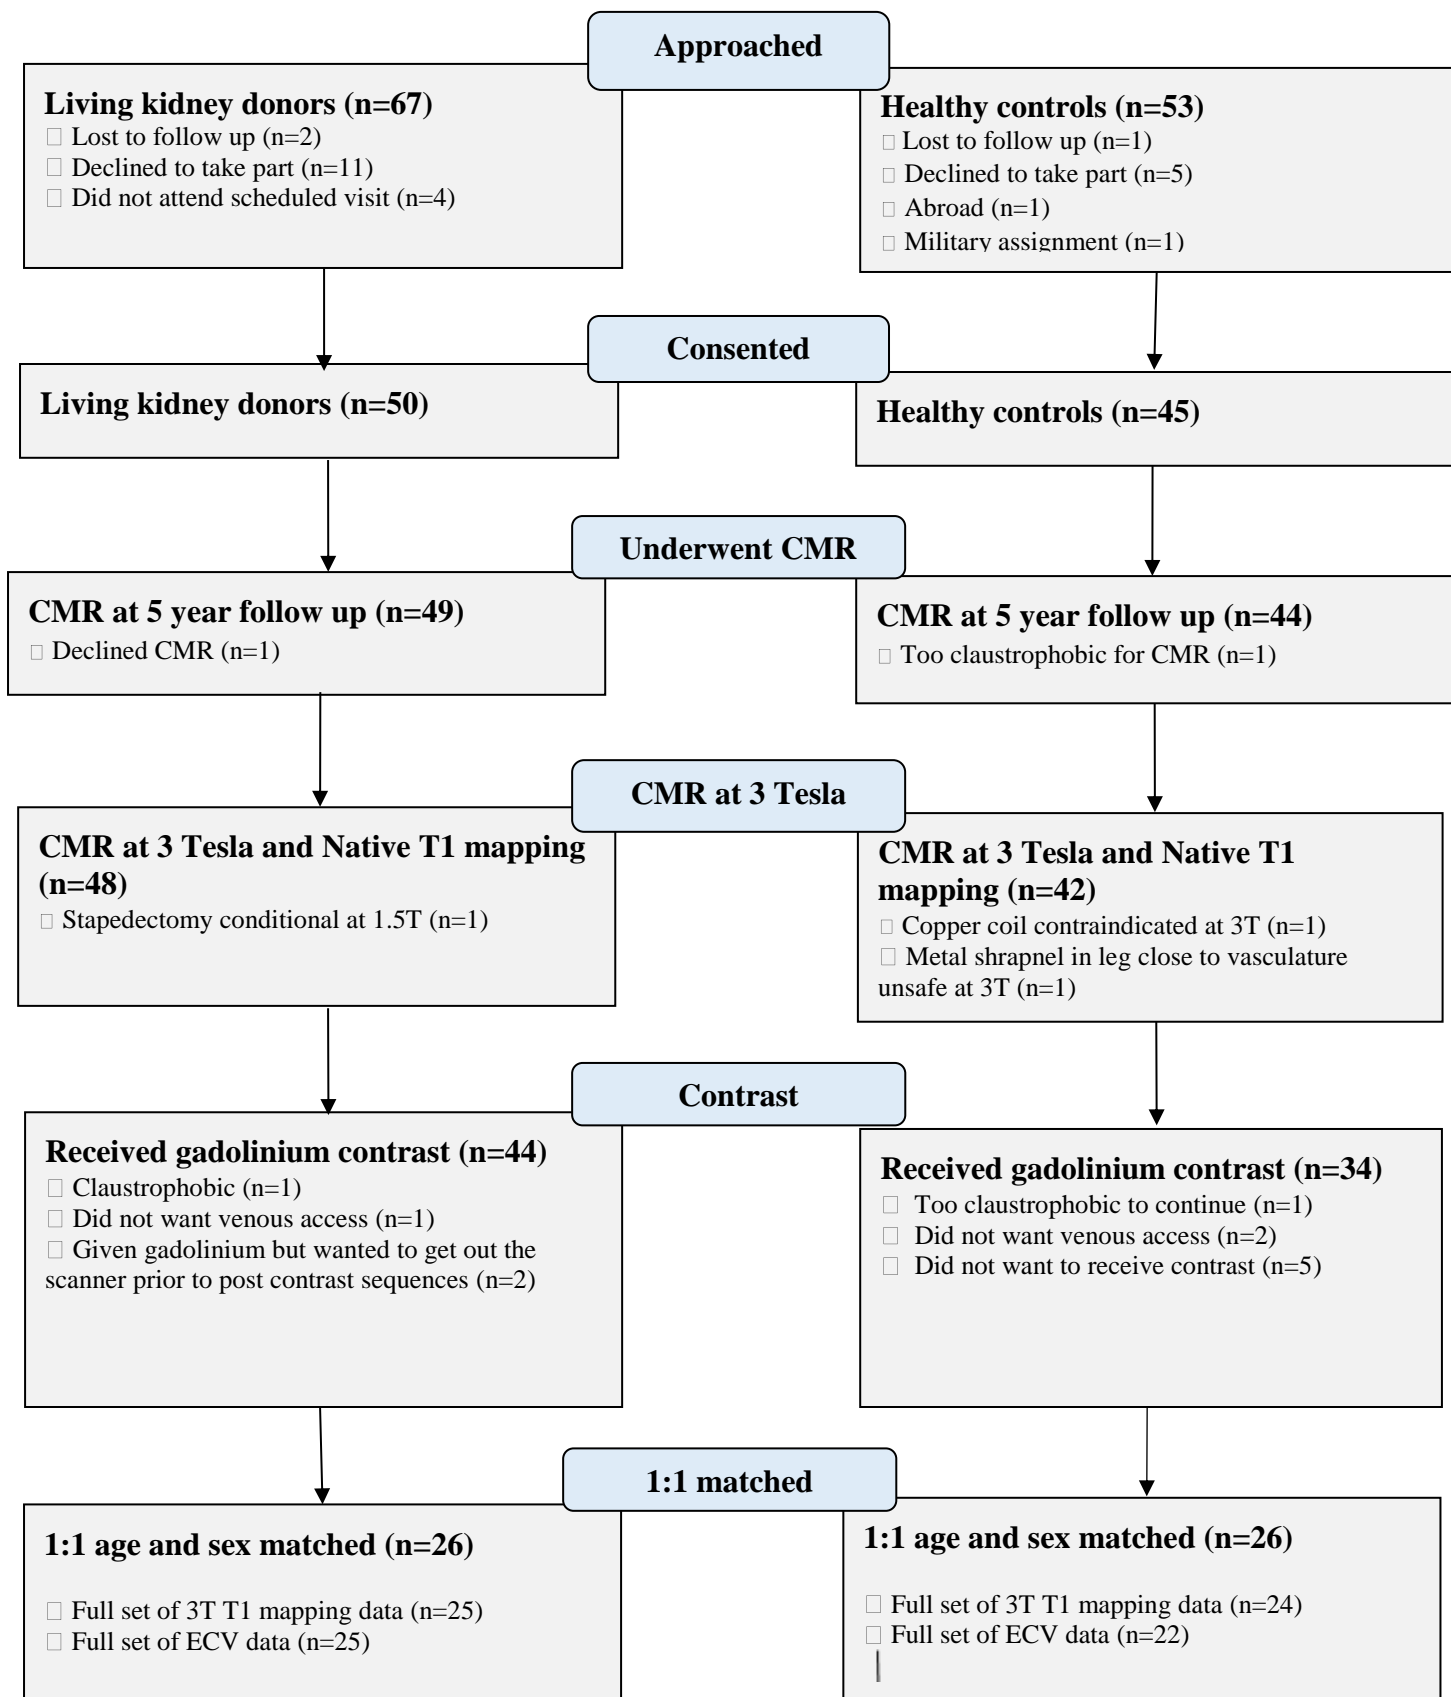 Approached
Living kidney donors (n=67)
□ Lost to follow up (n=2)
□ Declined to take part (n=11)
□ Did not attend scheduled visit (n=4)
Healthy controls (n=53)
□ Lost to follow up (n=1)
□ Declined to take part (n=5)
□ Abroad (n=1)
□ Military assignment (n=1)
Consented
Living kidney donors (n=50)
Healthy controls (n=45)
Underwent CMR
CMR at 5 year follow up (n=49)
□ Declined CMR (n=1)
CMR at 5 year follow up (n=44)
□ Too claustrophobic for CMR (n=1)
CMR at 3 Tesla
CMR at 3 Tesla and Native T1 mapping
(n=48)
□ Stapedectomy conditional at 1.5T (n=1)
CMR at 3 Tesla and Native T1
mapping (n=42)
□ Copper coil contraindicated at 3T (n=1)
□ Metal shrapnel in leg close to vasculature
unsafe at 3T (n=1)
Contrast
Received gadolinium contrast (n=44)
□ Claustrophobic (n=1)
□ Did not want venous access (n=1)
□ Given gadolinium but wanted to get out the
scanner prior to post contrast sequences (n=2)
Received gadolinium contrast (n=34)
□ Too claustrophobic to continue (n=1)
□ Did not want venous access (n=2)
□ Did not want to receive contrast (n=5)
1:1 matched
1:1 age and sex matched (n=26)
□ Full set of 3T T1 mapping data (n=25)
□ Full set of ECV data (n=25)
1:1 age and sex matched (n=26)
□ Full set of 3T T1 mapping data (n=24)
□ Full set of ECV data (n=22)